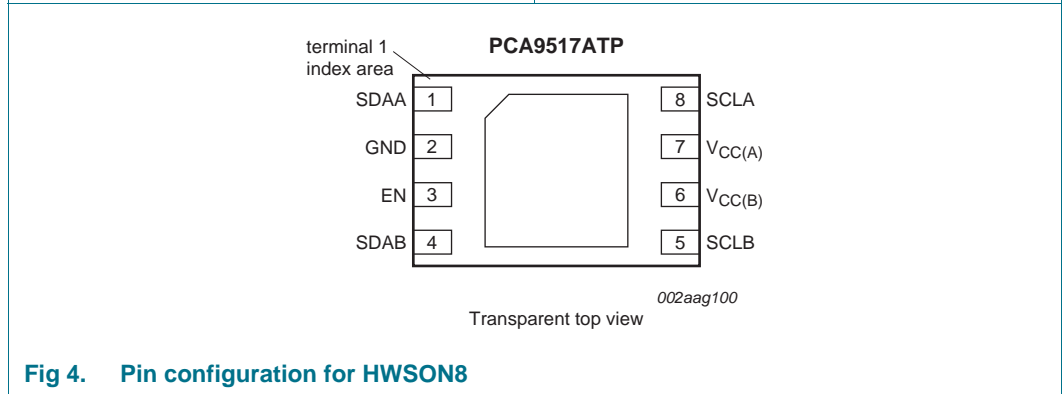 PCA9517ATP
terminal 1
index area
SDAA 1 8 SCLA
GND 2 7 VCC(A)
EN 3 6 VCC(B)
SDAB 4 5 SCLB
002aag100
Transparent top view
Fig 4. Pin configuration for HWSON8